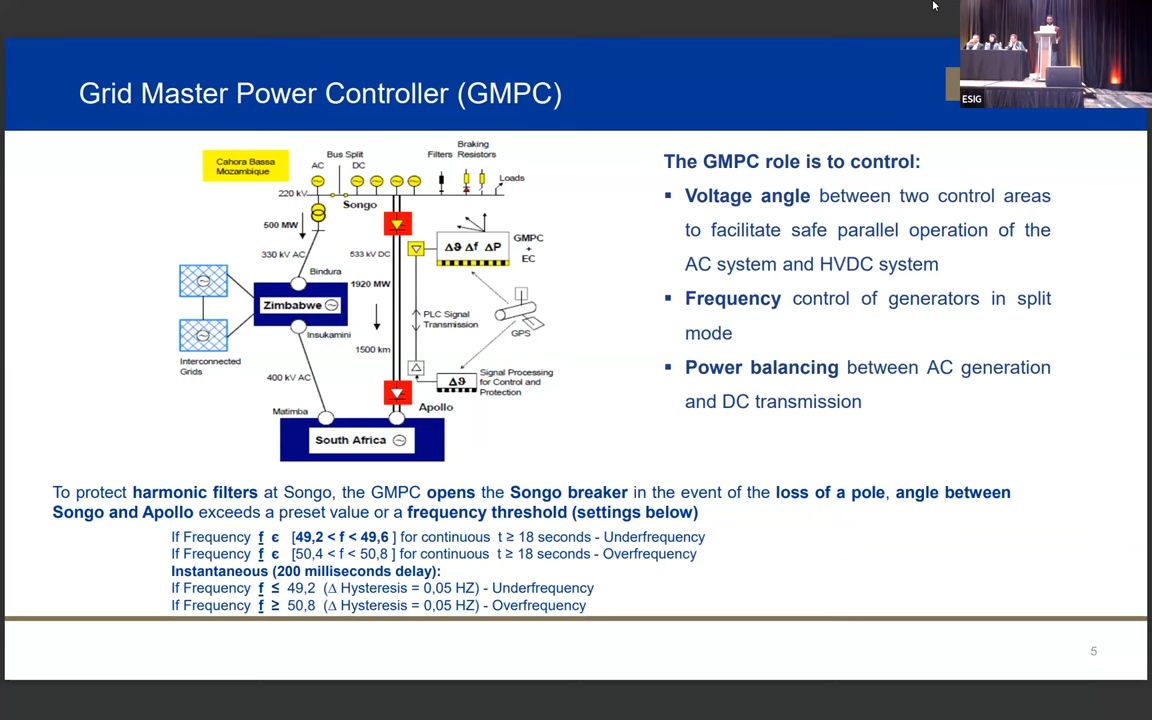 Grid Master Power Controller (GMPC)
ESIG
Cahora Bassa
Mozambique
Bus Split
AC
DC
Filters
Braking
Resistors
Loads
220 kV
Songo
500 MW
330 kV AC
533 kV DC
Δϑ Δf ΔP
GMPC
+
EC
Bindura
1920 MW
Zimbabwe
PLC Signal
Transmission
GPS
Insukamini
1500 km
Interconnected
Grids
400 kV AC
Δϑ
Signal Processing
for Control and
Protection
Matimba
Apollo
South Africa
The GMPC role is to control:
▪ Voltage angle between two control areas
to facilitate safe parallel operation of the
AC system and HVDC system
▪ Frequency control of generators in split
mode
▪ Power balancing between AC generation
and DC transmission
To protect harmonic filters at Songo, the GMPC opens the Songo breaker in the event of the loss of a pole, angle between
Songo and Apollo exceeds a preset value or a frequency threshold (settings below)
If Frequency f є [49,2 < f < 49,6 ] for continuous t ≥ 18 seconds - Underfrequency
If Frequency f є [50,4 < f < 50,8 ] for continuous t ≥ 18 seconds - Overfrequency
Instantaneous (200 milliseconds delay):
If Frequency f ≤ 49,2 (∆ Hysteresis = 0,05 HZ) - Underfrequency
If Frequency f ≥ 50,8 (∆ Hysteresis = 0,05 HZ) - Overfrequency
5